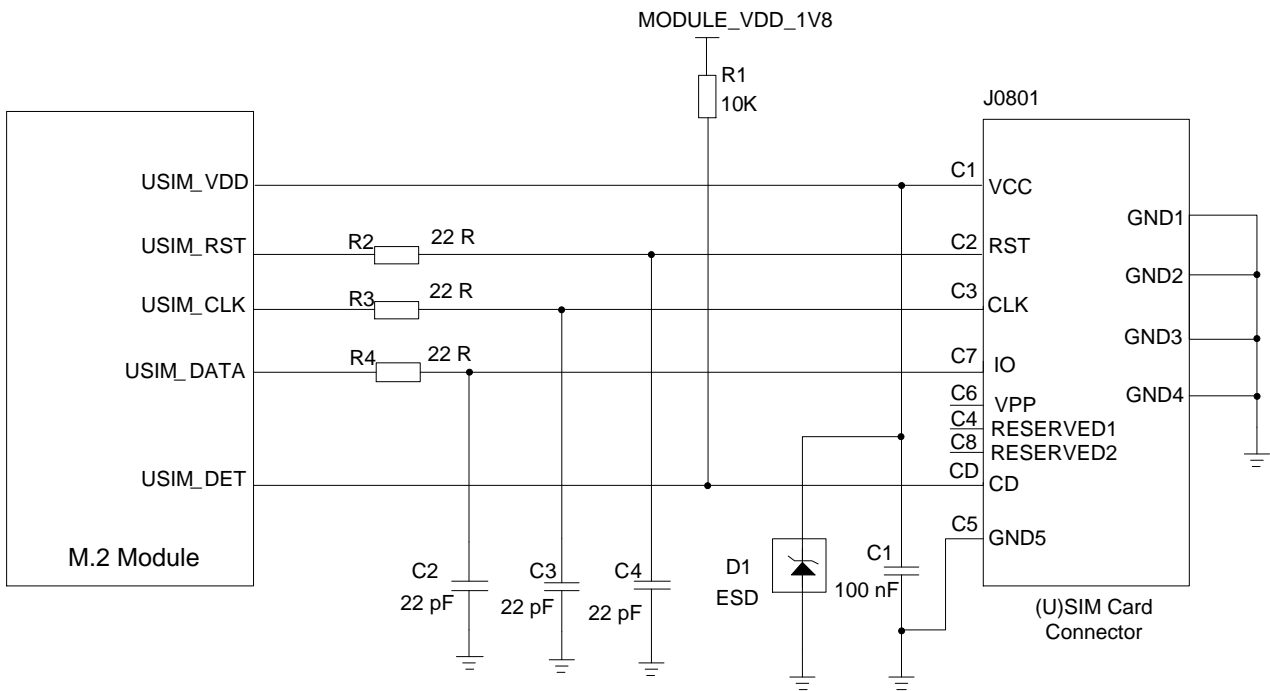 MODULE_VDD_1V8
R1
10K
J0801
USIM_VDD
C1
VCC
GND1
USIM_RST
R2
22 R
C2
RST
GND2
USIM_CLK
R3
22 R
C3
CLK
GND3
USIM_DATA
R4
22 R
C7
IO
GND4
C6
VPP
C4
RESERVED1
C8
RESERVED2
USIM_DET
CD
CD
C5
GND5
M.2 Module
C2
22 pF
C3
22 pF
C4
22 pF
D1
ESD
C1
100 nF
(U)SIM Card
Connector